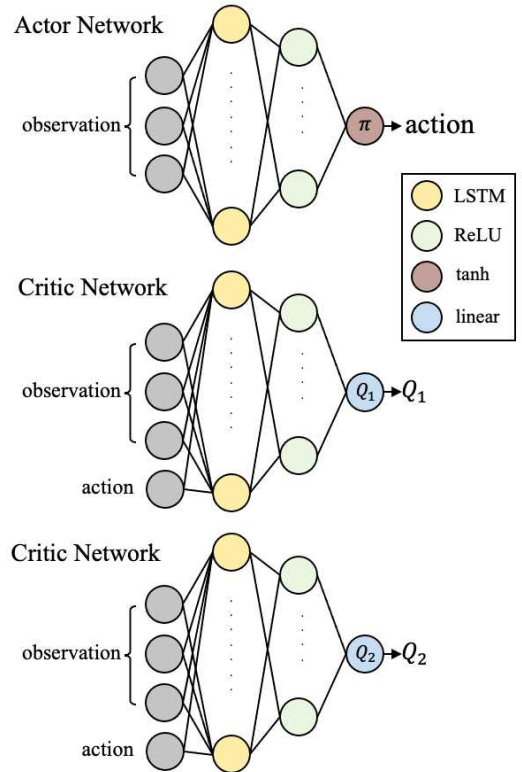 Actor Network
observation
π
action
LSTM
ReLU
tanh
linear
Critic Network
observation
action
Q1
Q1
Critic Network
observation
action
Q2
Q2